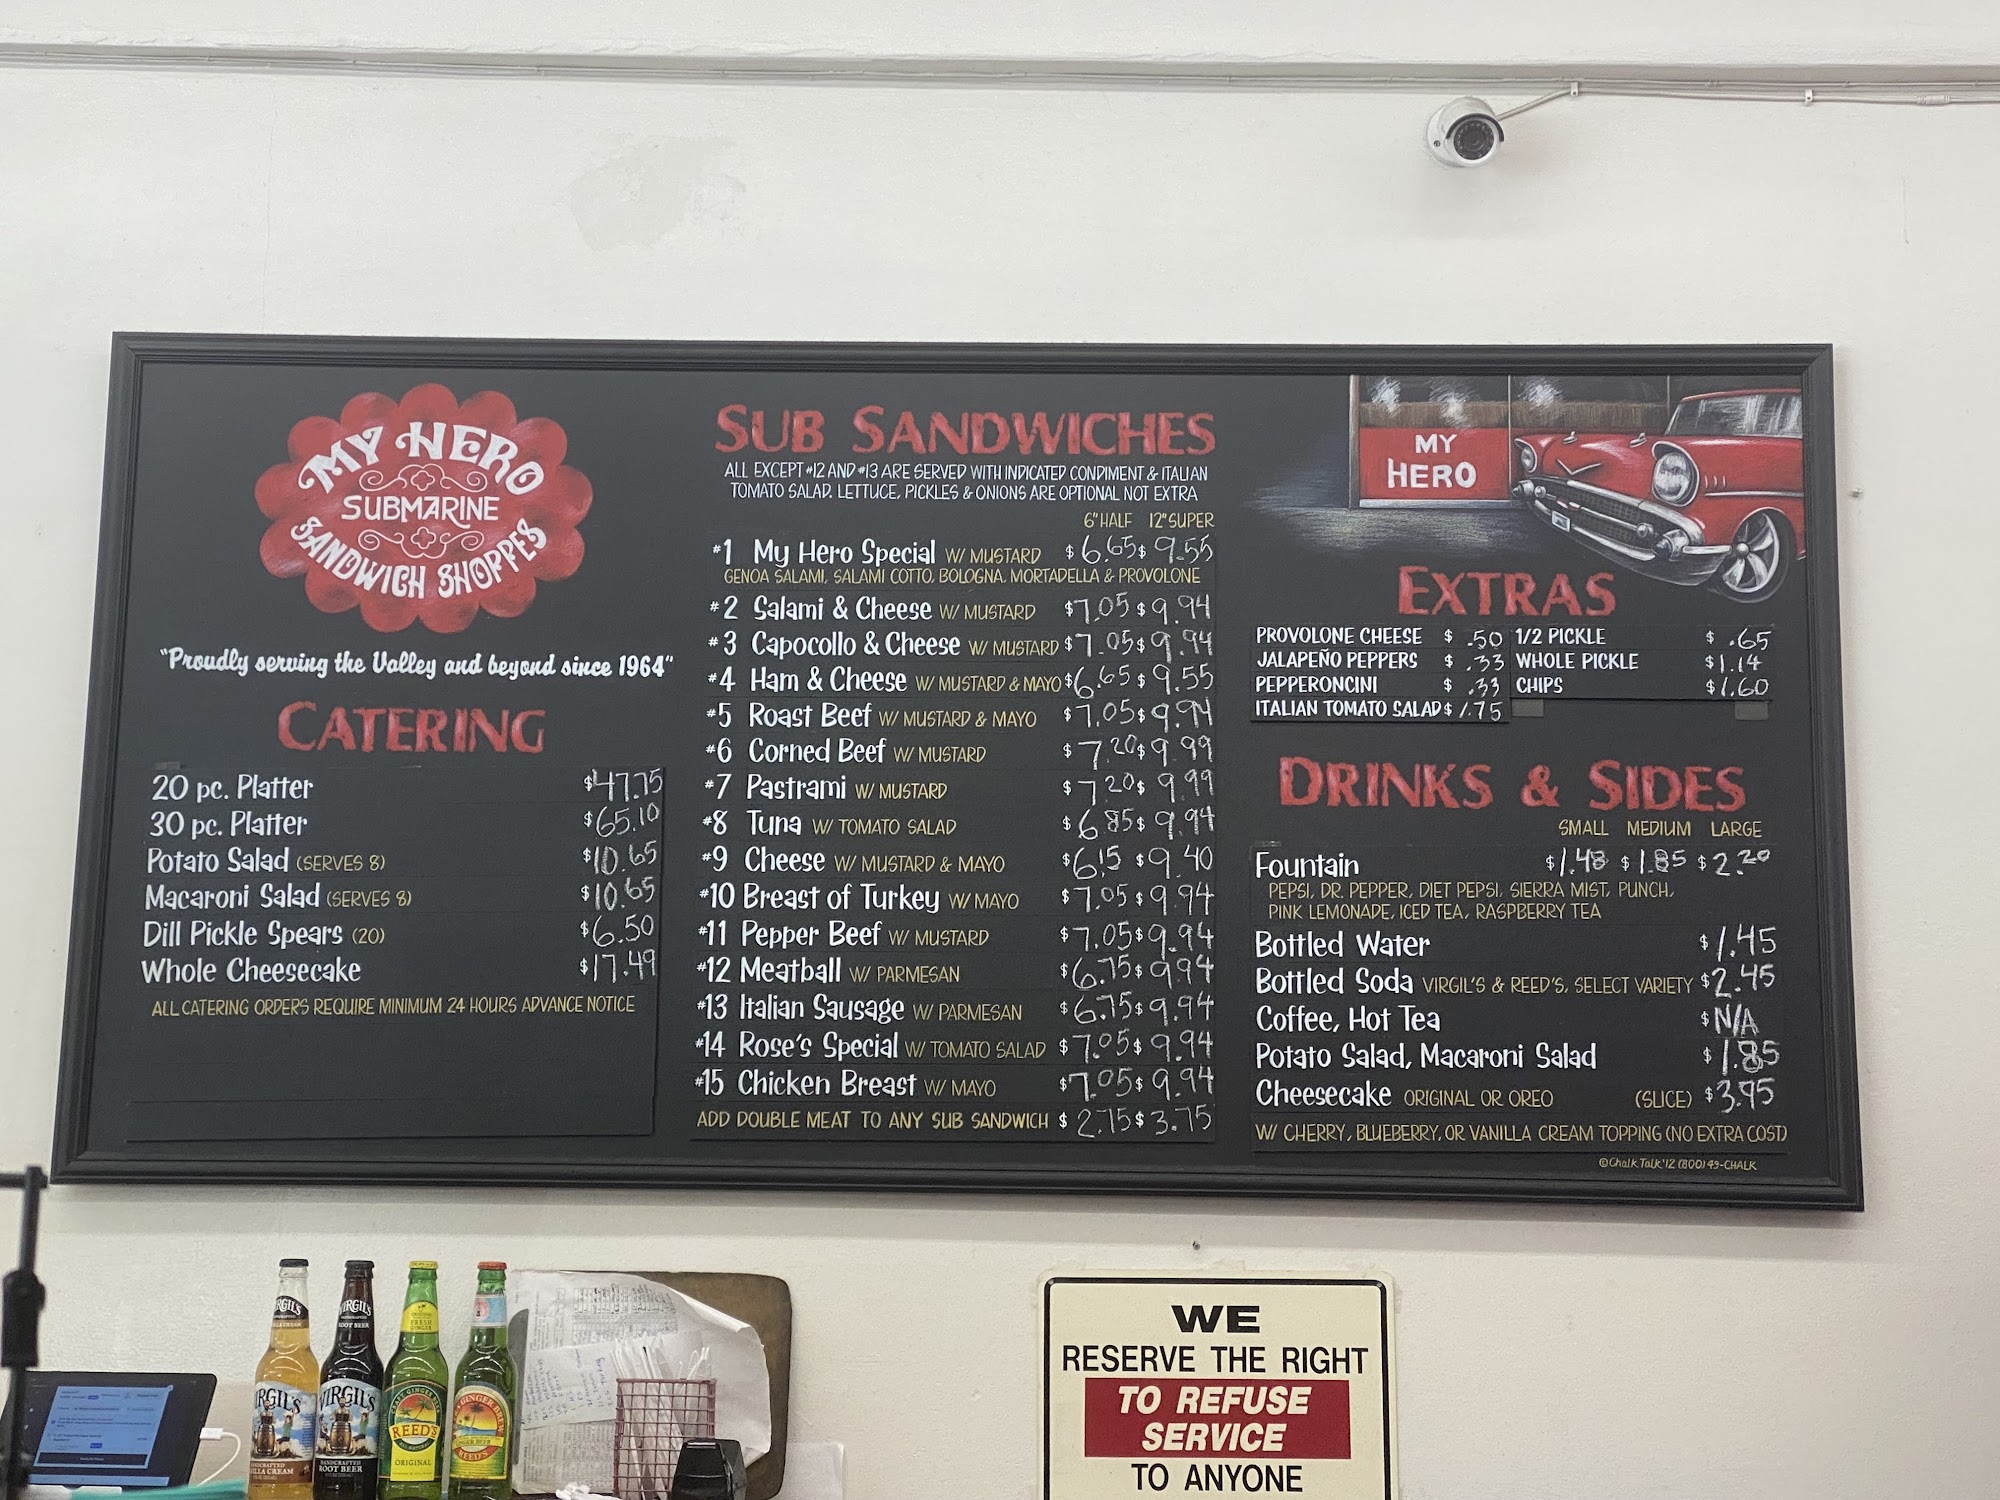 MY HERO
SUBMARINE
SANDWICH SHOPPES
"Proudly serving the Valley and beyond since 1964"
CATERING
20 pc. Platter $47.75
30 pc. Platter $65.10
Potato Salad (SERVES 8) $10.65
Macaroni Salad (SERVES 8) $10.65
Dill Pickle Spears (20) $6.50
Whole Cheesecake $17.49
ALL CATERING ORDERS REQUIRE MINIMUM 24 HOURS ADVANCE NOTICE
SUB SANDWICHES
ALL EXCEPT #12 AND #13 ARE SERVED WITH INDICATED CONDIMENT & ITALIAN
TOMATO SALAD. LETTUCE, PICKLES & ONIONS ARE OPTIONAL NOT EXTRA
6" HALF 12" SUPER
#1 My Hero Special W/ MUSTARD $6.65 $9.55
GENOA SALAMI, SALAMI COTTO, BOLOGNA, MORTADELLA & PROVOLONE
#2 Salami & Cheese W/ MUSTARD $7.05 $9.94
#3 Capocollo & Cheese W/ MUSTARD $7.05 $9.94
#4 Ham & Cheese W/ MUSTARD & MAYO $6.65 $9.55
#5 Roast Beef W/ MUSTARD & MAYO $7.05 $9.94
#6 Corned Beef W/ MUSTARD $7.20 $9.99
#7 Pastrami W/ MUSTARD $7.20 $9.99
#8 Tuna W/ TOMATO SALAD $6.85 $9.94
#9 Cheese W/ MUSTARD & MAYO $6.15 $9.40
#10 Breast of Turkey W/ MAYO $7.05 $9.94
#11 Pepper Beef W/ MUSTARD $7.05 $9.94
#12 Meatball W/ PARMESAN $6.75 $9.94
#13 Italian Sausage W/ PARMESAN $6.75 $9.94
#14 Rose's Special W/ TOMATO SALAD $7.05 $9.94
#15 Chicken Breast W/ MAYO $7.05 $9.94
ADD DOUBLE MEAT TO ANY SUB SANDWICH $2.75 $3.75
MY
HERO
EXTRAS
PROVOLONE CHEESE $ .50 1/2 PICKLE $ .65
JALAPEÑO PEPPERS $ .33 WHOLE PICKLE $1.14
PEPPERONCINI $ .33 CHIPS $1.60
ITALIAN TOMATO SALAD $1.75
DRINKS & SIDES
SMALL MEDIUM LARGE
Fountain $1.48 $1.85 $2.20
PEPSI, DR. PEPPER, DIET PEPSI, SIERRA MIST, PUNCH,
PINK LEMONADE, ICED TEA, RASPBERRY TEA
Bottled Water $1.45
Bottled Soda VIRGIL'S & REED'S, SELECT VARIETY $2.45
Coffee, Hot Tea $N/A
Potato Salad, Macaroni Salad $1.85
Cheesecake ORIGINAL OR OREO (SLICE) $3.95
W/ CHERRY, BLUEBERRY, OR VANILLA CREAM TOPPING (NO EXTRA COST)
©Chalk Talk '12 (800) 49-CHALK
VIRGIL'S
ROOT BEER
VIRGIL'S
HANDCRAFTED
ROOT BEER
REED'S
ORIGINAL
WE
RESERVE THE RIGHT
TO REFUSE
SERVICE
TO ANYONE